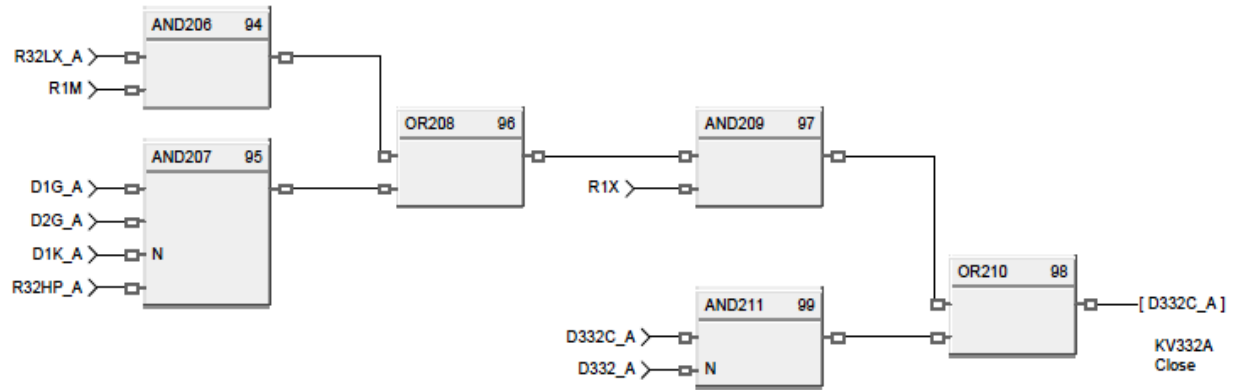 AND206 94
R32LX_A
R1M
OR208 96
AND209 97
AND207 95
D1G_A
R1X
D2G_A
D1K_A N
R32HP_A
OR210 98
AND211 99
[ D332C_A ]
D332C_A
KV332A
Close
D332_A N